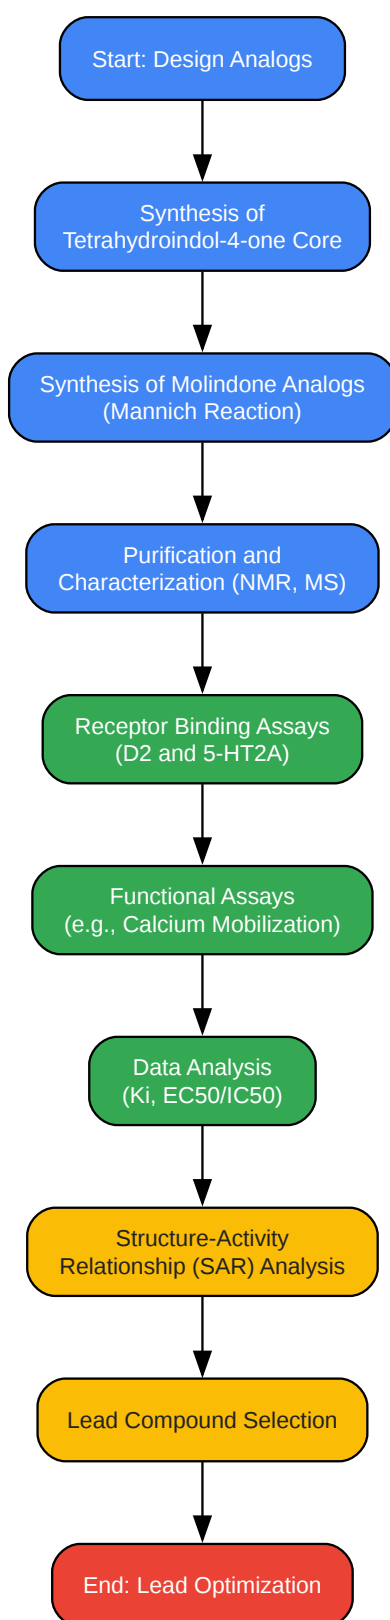 Start: Design Analogs
Synthesis of
Tetrahydroindol-4-one Core
Synthesis of Molindone Analogs
(Mannich Reaction)
Purification and
Characterization (NMR, MS)
Receptor Binding Assays
(D2 and 5-HT2A)
Functional Assays
(e.g., Calcium Mobilization)
Data Analysis
(Ki, EC50/IC50)
Structure-Activity
Relationship (SAR) Analysis
Lead Compound Selection
End: Lead Optimization